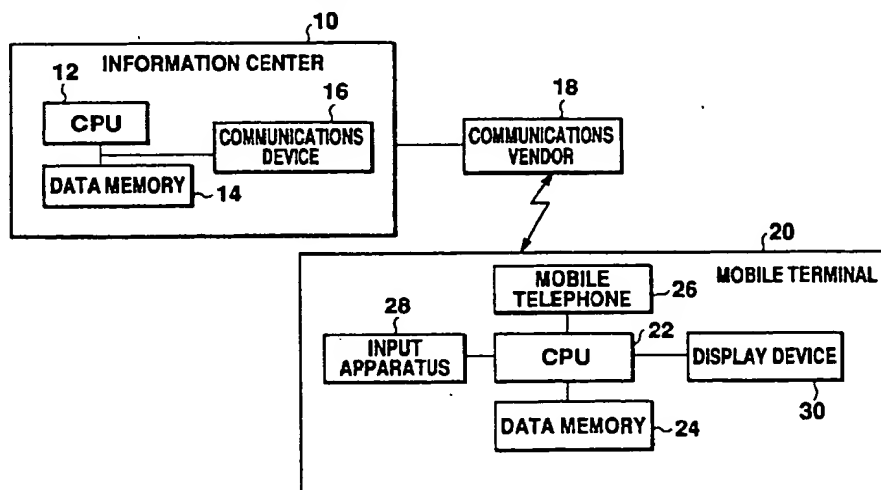 10
INFORMATION CENTER
12
CPU
16
COMMUNICATIONS
DEVICE
DATA MEMORY
14
18
COMMUNICATIONS
VENDOR
20
MOBILE TERMINAL
MOBILE
TELEPHONE
26
28
INPUT
APPARATUS
22
CPU
DISPLAY DEVICE
30
DATA MEMORY
24